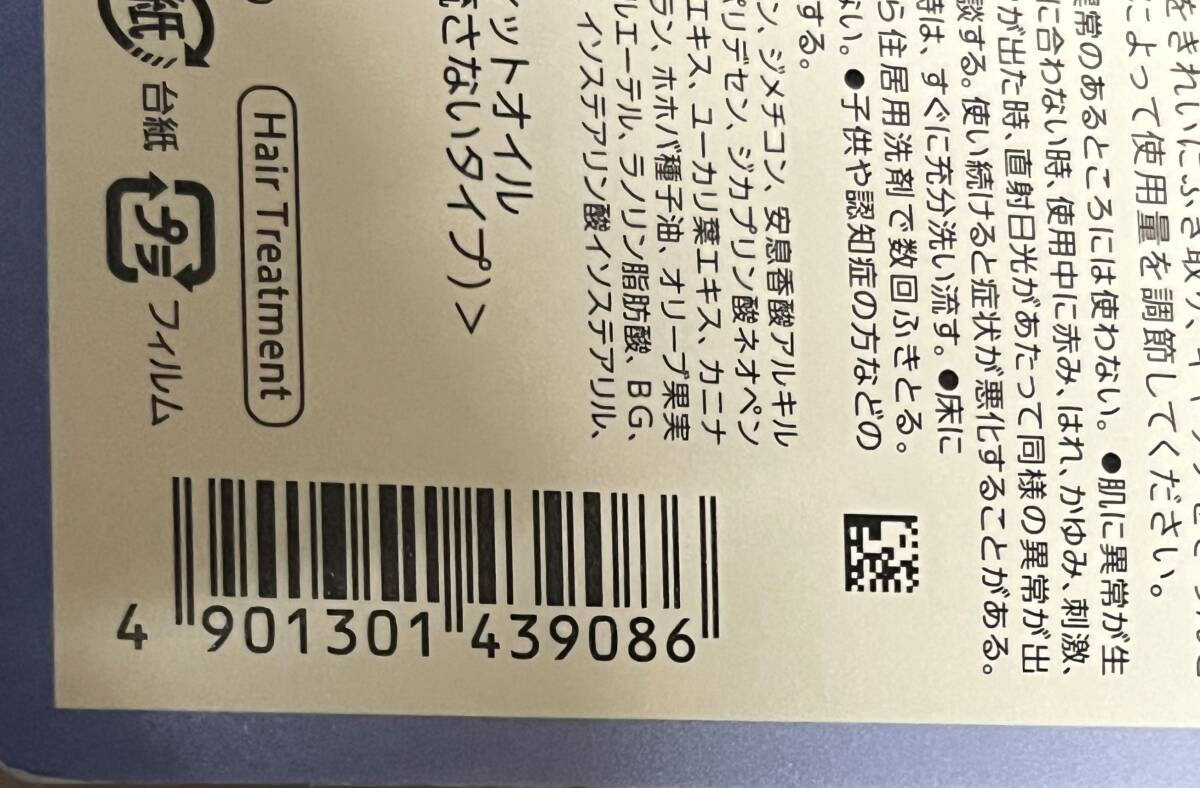 をきれいにふき取り、
によって使用量を調節してください。
異常のあるところには使わない。●肌に異常が生
に合わない時、使用中に赤み、はれ、かゆみ、刺激、
が出た時、直射日光があたって同様の異常が出
談する。使い続けると症状が悪化することがある。
時は、すぐに充分洗い流す。●床に
ら住居用洗剤で数回ふきとる。
ない。●子供や認知症の方などの
する。
ン、ジメチコン、安息香酸アルキル
ペリデセン、ジカプリン酸ネオペン
エキス、ユーカリ葉エキス、カニナ
ラン、ホホバ種子油、オリーブ果実
ルエーテル、ラノリン脂肪酸、BG、
イソステアリン酸イソステアリル、
ットオイル
さないタイプ)>
Hair Treatment
紙
台紙
プラ
フィルム
4 901301 439086